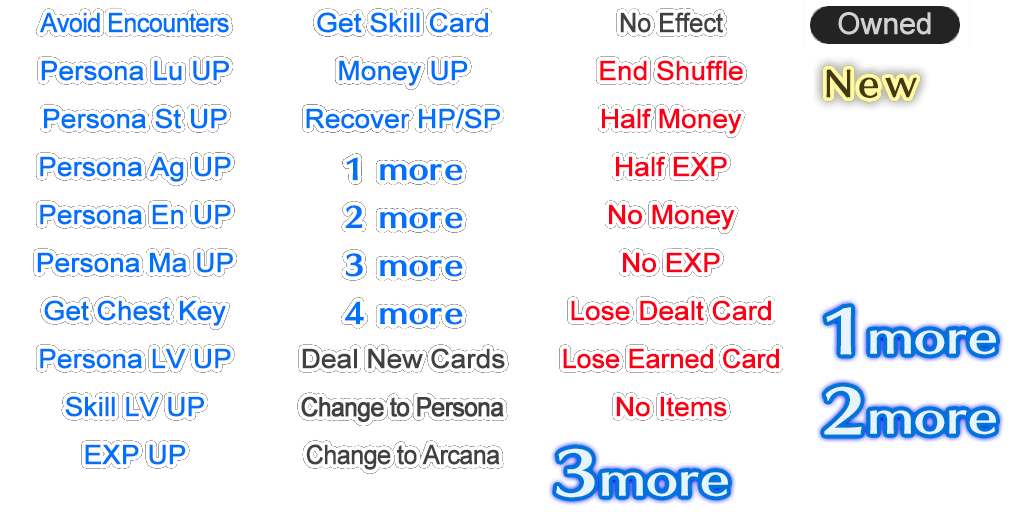 Avoid Encounters
Persona Lu UP
Persona St UP
Persona Ag UP
Persona En UP
Persona Ma UP
Get Chest Key
Persona LV UP
Skill LV UP
EXP UP
Get Skill Card
Money UP
Recover HP/SP
1 more
2 more
3 more
4 more
Deal New Cards
Change to Persona
Change to Arcana
No Effect
End Shuffle
Half Money
Half EXP
No Money
No EXP
Lose Dealt Card
Lose Earned Card
No Items
3more
Owned
New
1more
2more